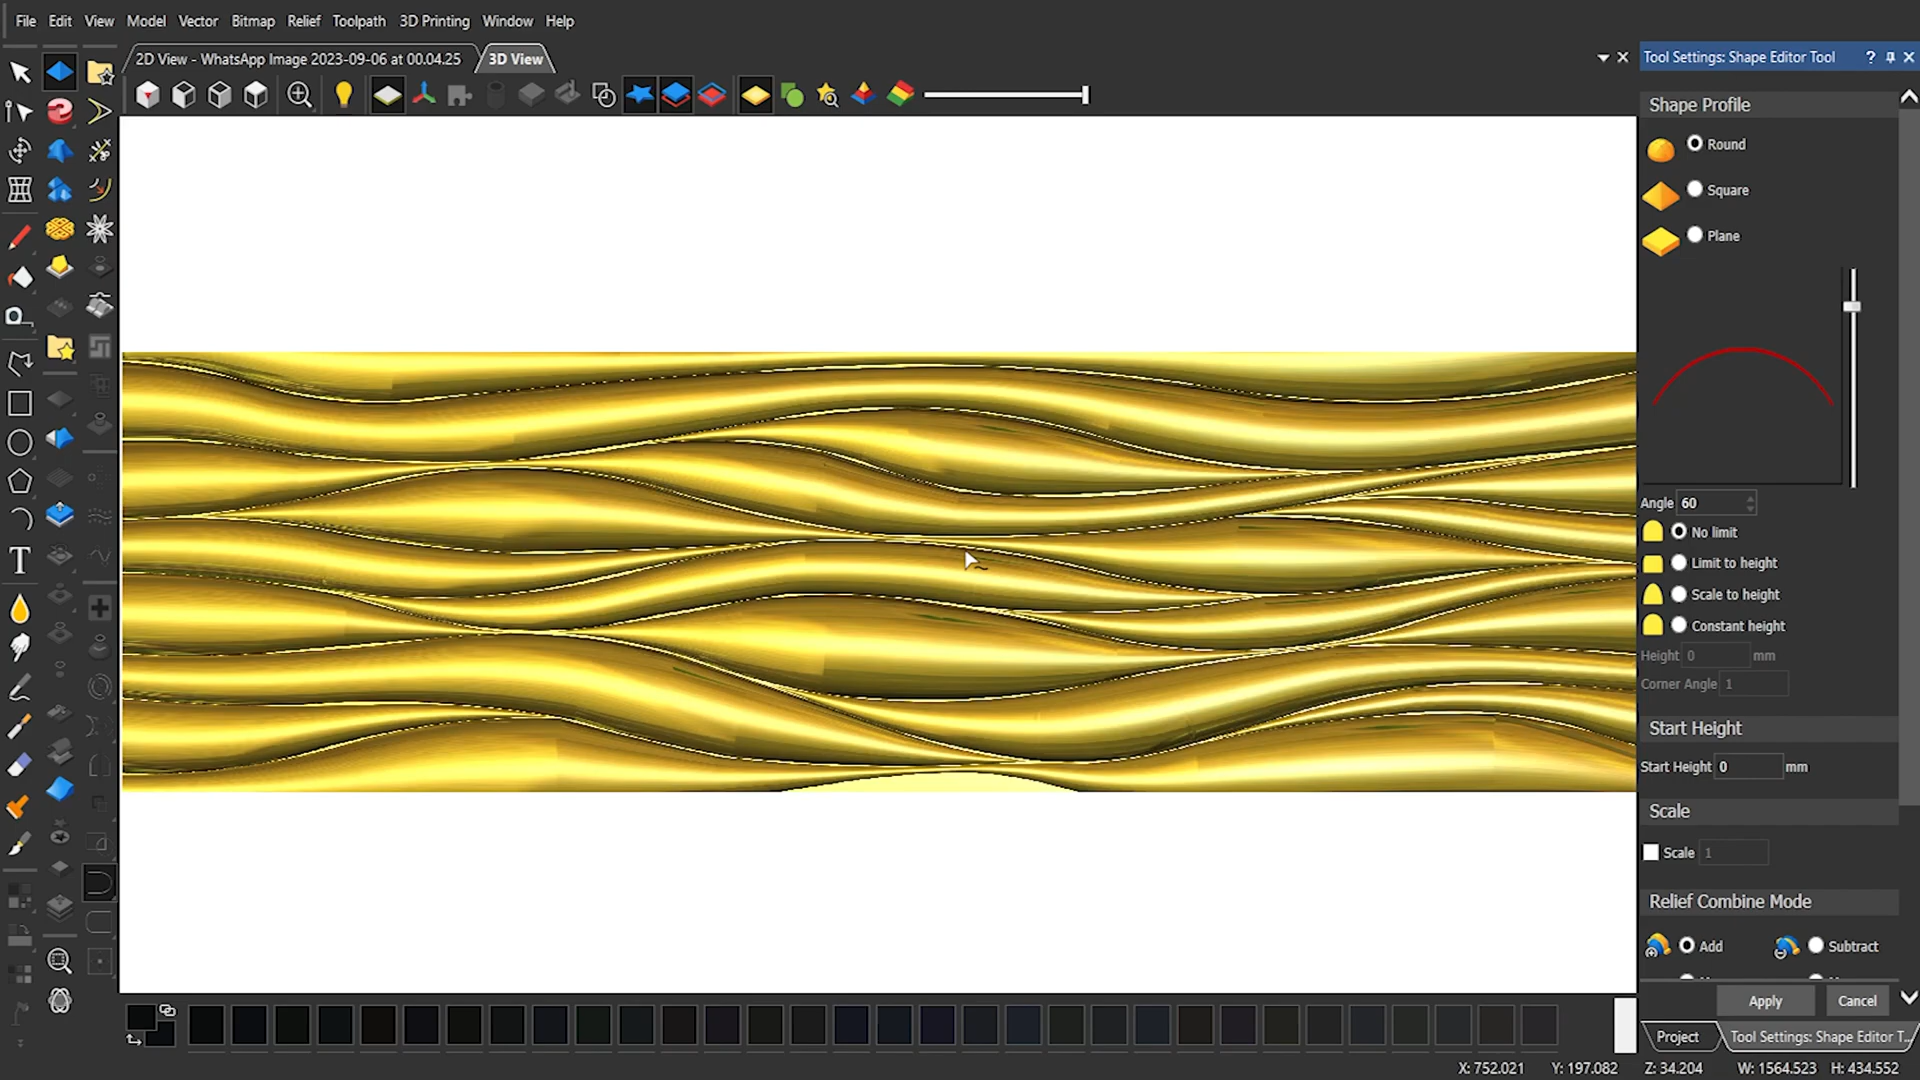 File Edit View Model Vector Bitmap Relief Toolpath 3D Printing Window Help
2D View - WhatsApp Image 2023-09-06 at 00.04.25
3D View
Tool Settings: Shape Editor Tool
Shape Profile
Round
Square
Plane
Angle 60
No limit
Limit to height
Scale to height
Constant height
Height 0 mm
Corner Angle 1
Start Height
Start Height 0 mm
Scale
Scale 1
Relief Combine Mode
Add Subtract
Apply Cancel
Project Tool Settings: Shape Editor T...
X: 752.021 Y: 197.082 Z: 34.204 W: 1564.523 H: 434.552